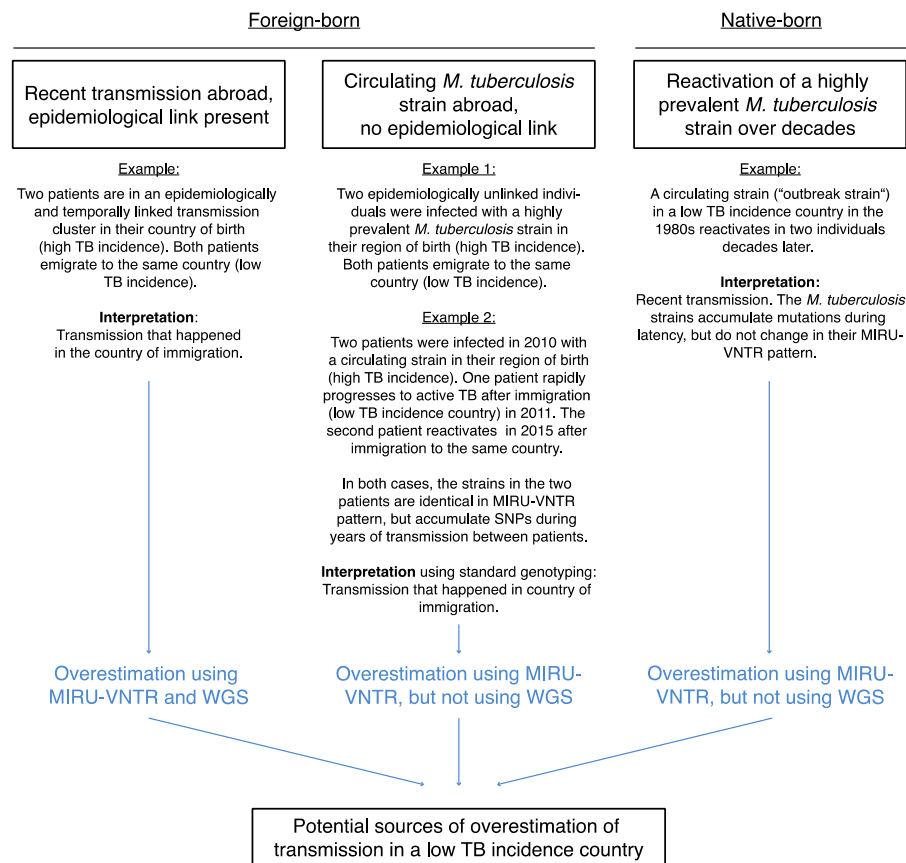 Foreign-born
Native-born
Recent transmission abroad,
epidemiological link present
Example:
Two patients are in an epidemiologically
and temporally linked transmission
cluster in their country of birth
(high TB incidence). Both patients
emigrate to the same country (low
TB incidence).
Interpretation:
Transmission that happened
in the country of immigration.
Overestimation using
MIRU-VNTR and WGS
Circulating M. tuberculosis
strain abroad,
no epidemiological link
Example 1:
Two epidemiologically unlinked indivi-
duals were infected with a highly
prevalent M. tuberculosis strain in
their region of birth (high TB incidence).
Both patients emigrate to the same
country (low TB incidence).
Example 2:
Two patients were infected in 2010 with
a circulating strain in their region of birth
(high TB incidence). One patient rapidly
progresses to active TB after immigration
(low TB incidence country) in 2011. The
second patient reactivates in 2015 after
immigration to the same country.
In both cases, the strains in the two
patients are identical in MIRU-VNTR
pattern, but accumulate SNPs during
years of transmission between patients.
Interpretation using standard genotyping:
Transmission that happened in country of
immigration.
Overestimation using MIRU-
VNTR, but not using WGS
Reactivation of a highly
prevalent M. tuberculosis
strain over decades
Example:
A circulating strain (“outbreak strain“)
in a low TB incidence country in the
1980s reactivates in two individuals
decades later.
Interpretation:
Recent transmission. The M. tuberculosis
strains accumulate mutations during
latency, but do not change in their MIRU-
VNTR pattern.
Overestimation using MIRU-
VNTR, but not using WGS
Potential sources of overestimation of
transmission in a low TB incidence country